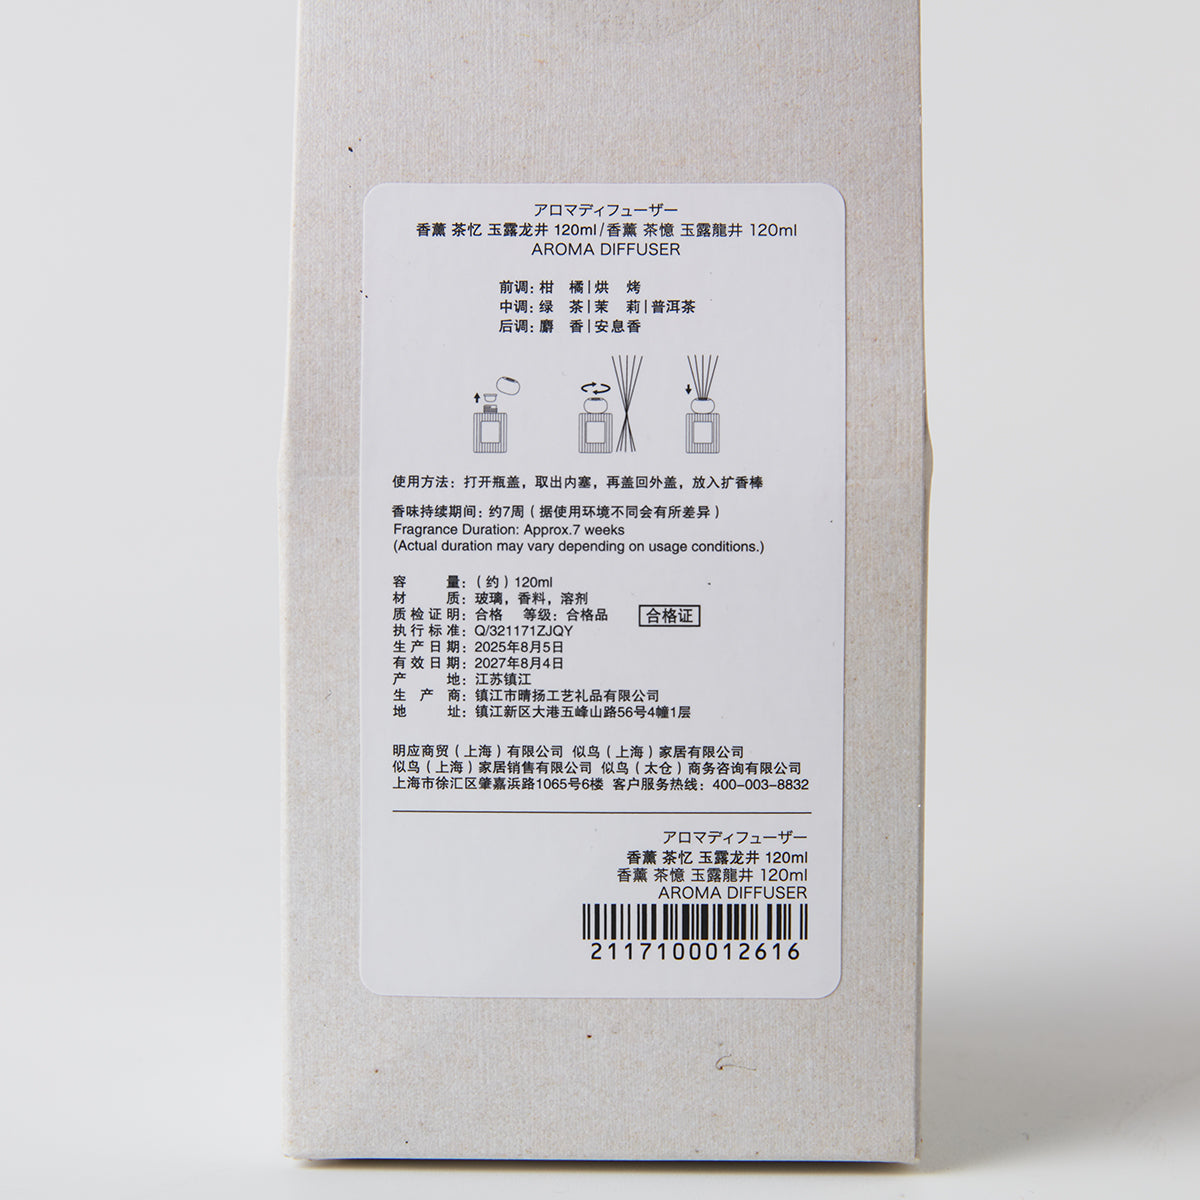 アロマディフューザー
香薰 茶忆 玉露龙井 120ml/香薰 茶憶 玉露龍井 120ml
AROMA DIFFUSER
前调：柑 橘|烘 烤
中调：绿 茶|茉 莉|普洱茶
后调：麝 香|安息香
使用方法：打开瓶盖，取出内塞，再盖回外盖，放入扩香棒
香味持续期间：约7周（据使用环境不同会有所差异）
Fragrance Duration: Approx.7 weeks
(Actual duration may vary depending on usage conditions.)
容 量：（约）120ml
材 质：玻璃，香料，溶剂
质检证明：合格 等级：合格品 合格证
执行标准：Q/321171ZJQY
生产日期：2025年8月5日
有效日期：2027年8月4日
产 地：江苏镇江
生 产 商：镇江市晴扬工艺礼品有限公司
地 址：镇江新区大港五峰山路56号4幢1层
明应商贸（上海）有限公司 似鸟（上海）家居有限公司
似鸟（上海）家居销售有限公司 似鸟（太仓）商务咨询有限公司
上海市徐汇区肇嘉浜路1065号6楼 客户服务热线：400-003-8832
アロマディフューザー
香薰 茶忆 玉露龙井 120ml
香薰 茶憶 玉露龍井 120ml
AROMA DIFFUSER
2117100012616